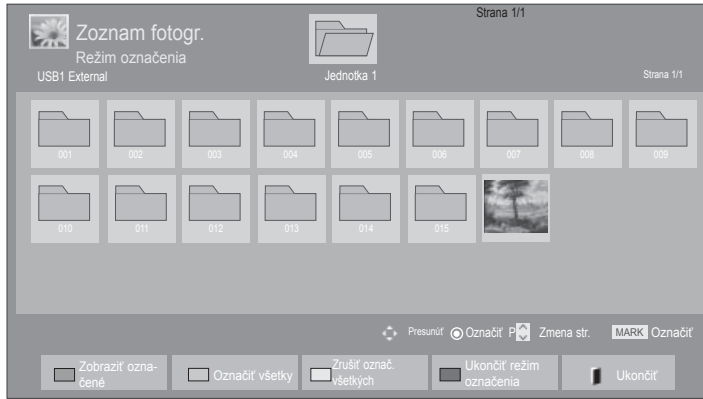 Strana 1/1
Zoznam fotogr.
Režim označenia
USB1 External
Jednotka 1
Strana 1/1
001 002 003 004 005 006 007 008 009
010 011 012 013 014 015
Presunúť Označiť P Zmena str. MARK Označiť
Zobraziť ozna-
čené
Označiť všetky
Zrušiť označ.
všetkých
Ukončiť režim
označenia
Ukončiť